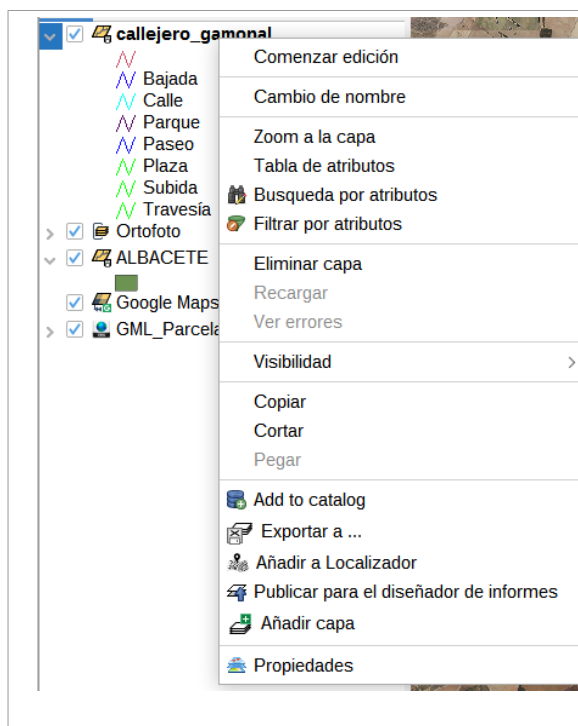 callejero_gamonal
Bajada
Calle
Parque
Paseo
Plaza
Subida
Travesía
Ortofoto
ALBACETE
Google Maps
GML_Parcela
Comenzar edición
Cambio de nombre
Zoom a la capa
Tabla de atributos
Busqueda por atributos
Filtrar por atributos
Eliminar capa
Recargar
Ver errores
Visibilidad
Copiar
Cortar
Pegar
Add to catalog
Exportar a ...
Añadir a Localizador
Publicar para el diseñador de informes
Añadir capa
Propiedades